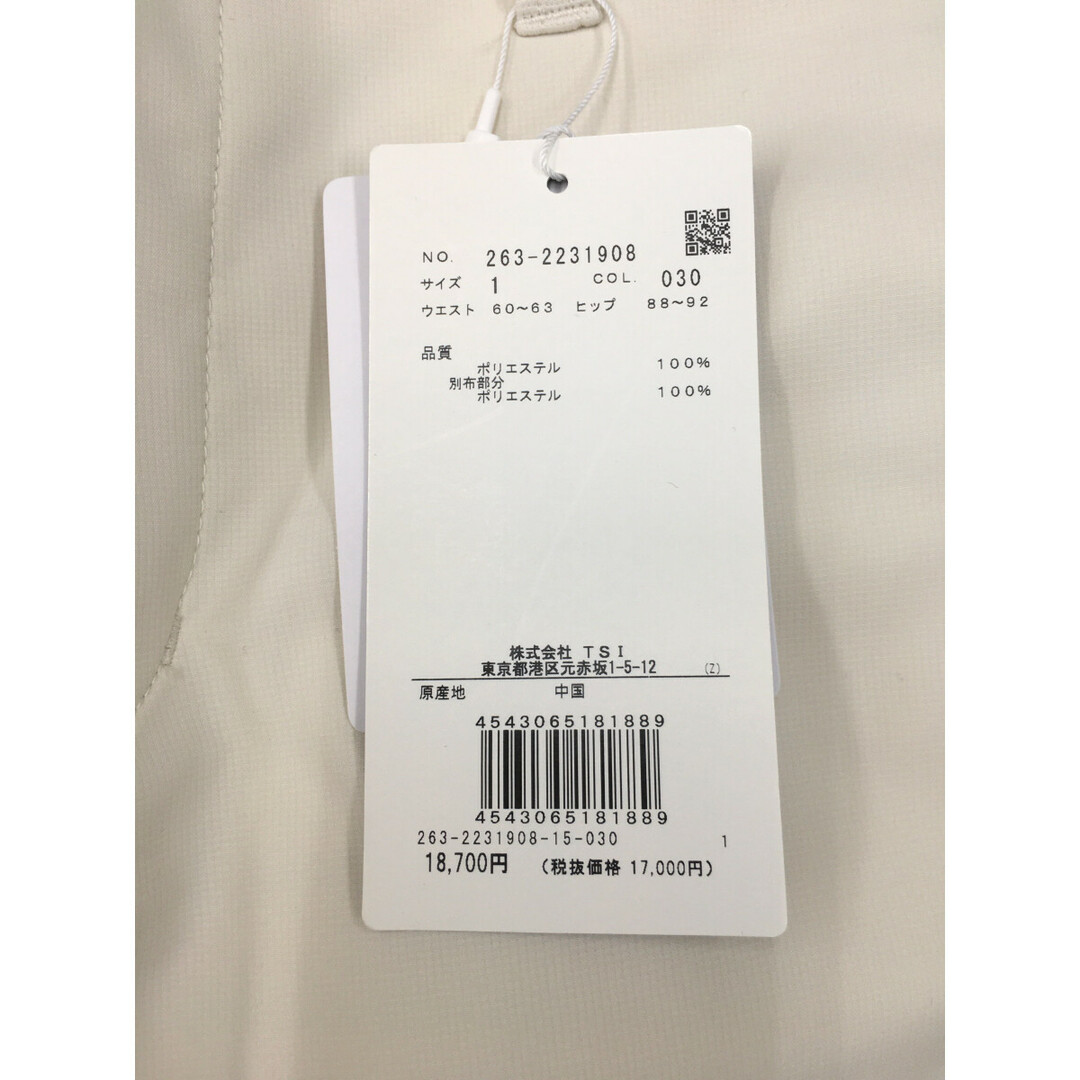 NO. 263-2231908
サイズ 1 COL. 030
ウエスト 60～63 ヒップ 88～92
品質
ポリエステル 100%
別布部分
ポリエステル 100%
株式会社 TSI
東京都港区元赤坂1-5-12 (Z)
原産地 中国
4543065181889
4543065181889
263-2231908-15-030 1
18,700円 (税抜価格 17,000円)